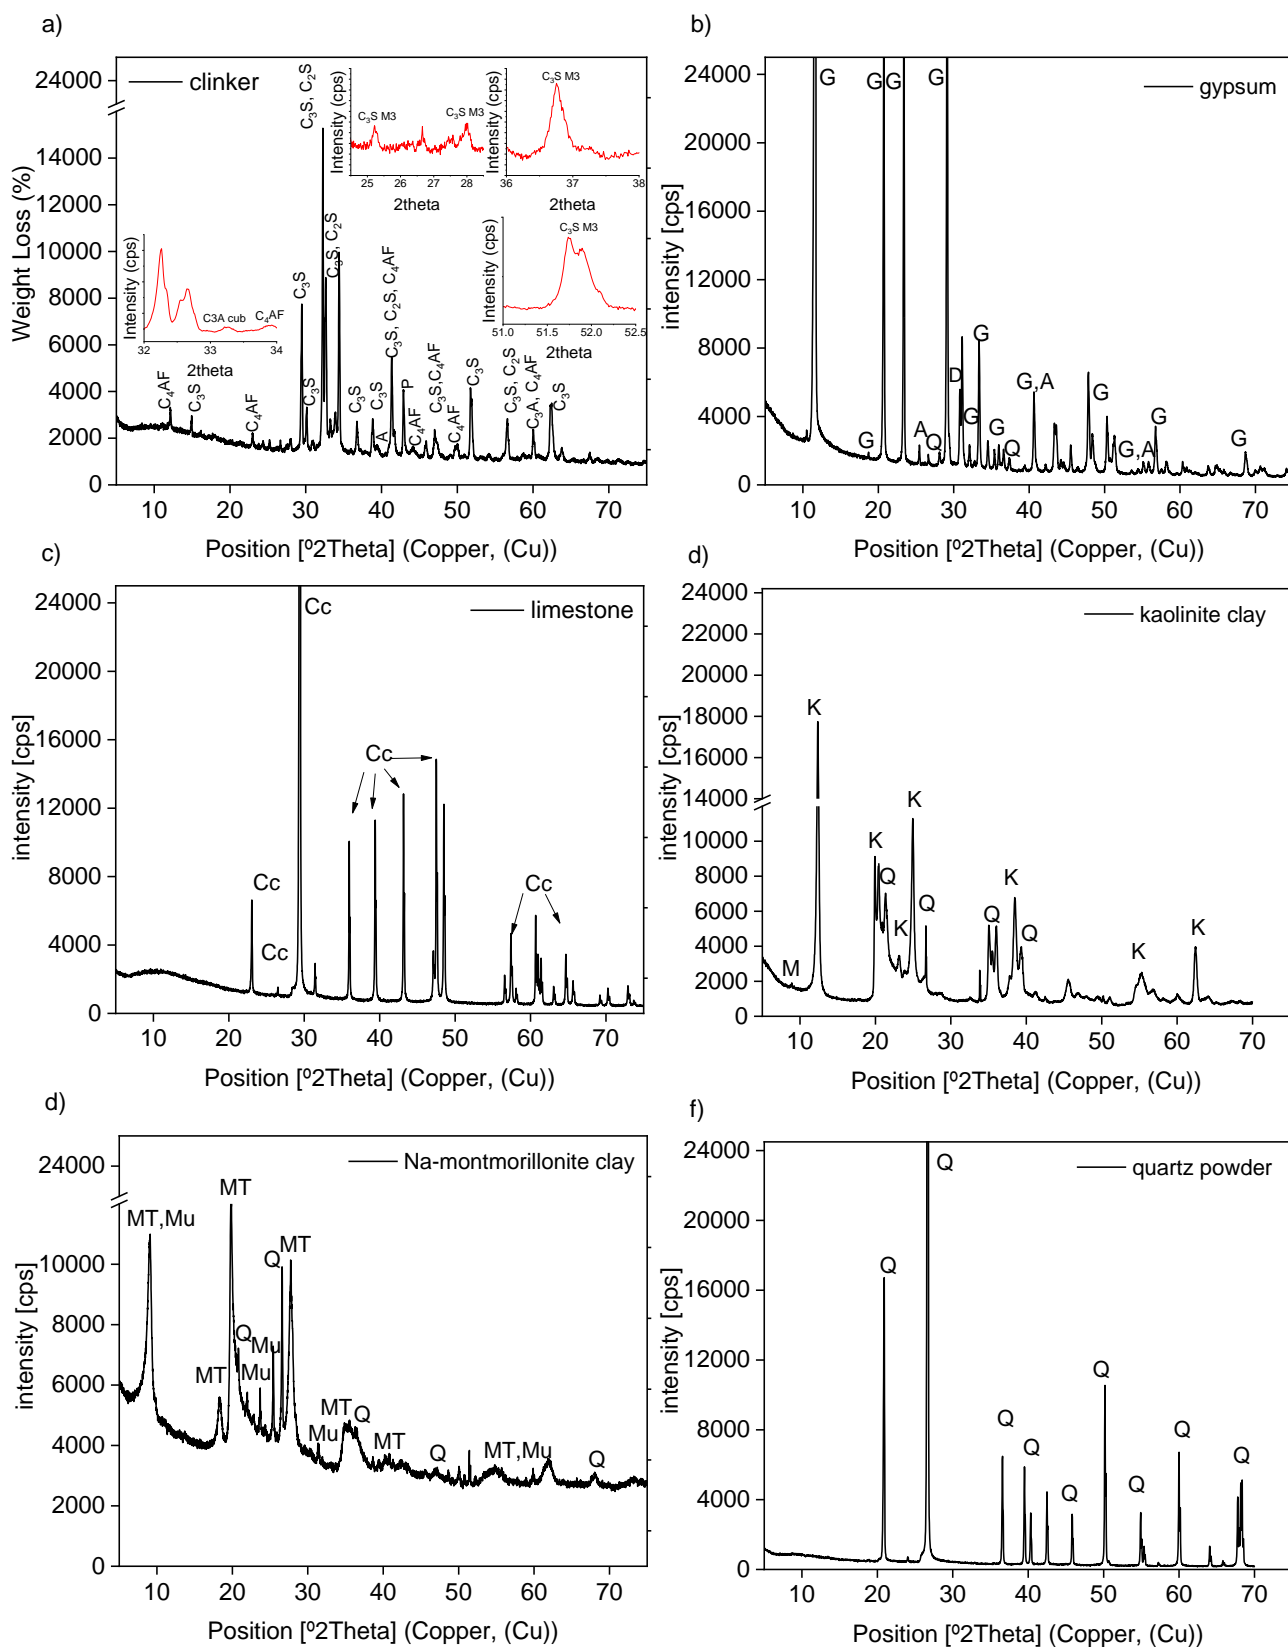 a)
24000
14000
12000
10000
8000
6000
4000
2000
0
Weight Loss (%)
clinker
C₃S, C₂S
C₃S, C₂S
C₄AF
C₃S
C₄AF
C₃S
C₃S
C₃S
C₃S
A
C₃S, C₂S, C₄AF
P
C₄AF
C₃S,C₄AF
C₄AF
C₃S
C₃S, C₂S
C₃A, C₄AF
C₃S
10 20 30 40 50 60 70
Position [º2Theta] (Copper, (Cu))
Intensity (cps)
C3A cub
C₄AF
32 33 34
2theta
Intensity (cps)
C₃S M3
C₃S M3
25 26 27 28
2theta
Intensity (cps)
C₃S M3
36 37 38
2theta
Intensity (cps)
C₃S M3
51.0 51.5 52.0 52.5
2theta
b)
24000
20000
16000
12000
8000
4000
0
intensity [cps]
gypsum
G
G G
G
G
A
Q
D
G
G
G
Q
G,A
G
G,A
G
G
10 20 30 40 50 60 70
Position [º2Theta] (Copper, (Cu))
c)
24000
20000
16000
12000
8000
4000
0
intensity [cps]
limestone
Cc
Cc
Cc
Cc
Cc
10 20 30 40 50 60 70
Position [º2Theta] (Copper, (Cu))
d)
24000
22000
20000
18000
16000
14000
10000
8000
6000
4000
2000
0
intensity [cps]
kaolinite clay
M
K
K
Q
K
K
Q
Q
K
Q
K
K
10 20 30 40 50 60 70
Position [º2Theta] (Copper, (Cu))
d)
24000
10000
8000
6000
4000
2000
0
intensity [cps]
Na-montmorillonite clay
MT,Mu
MT
MT
Q
Mu
Mu
Q
MT
Mu
MT
Q
MT
Q
MT,Mu
Q
10 20 30 40 50 60 70
Position [º2Theta] (Copper, (Cu))
f)
24000
20000
16000
12000
8000
4000
0
intensity [cps]
quartz powder
Q
Q
Q
Q
Q
Q
Q
Q
Q
10 20 30 40 50 60 70
Position [º2Theta] (Copper, (Cu))